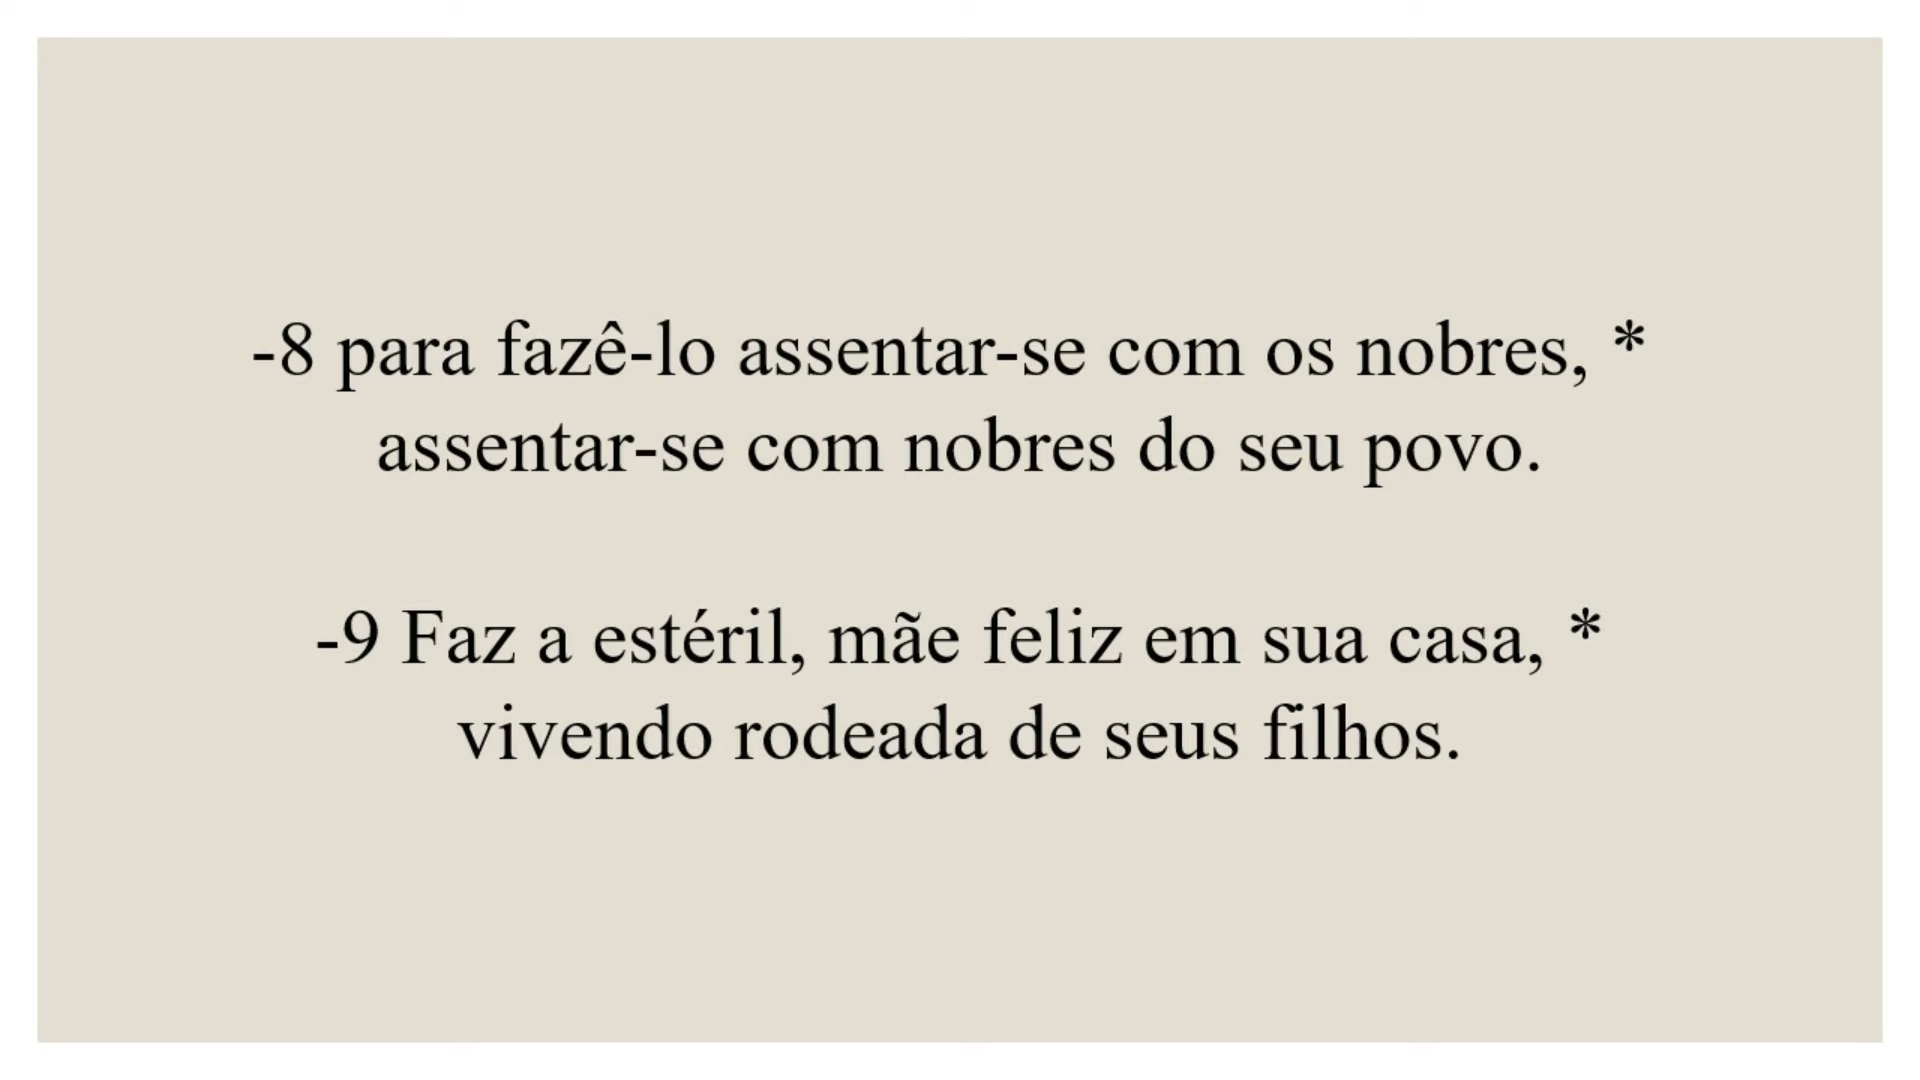 -8 para fazê-lo assentar-se com os nobres, *
assentar-se com nobres do seu povo.
-9 Faz a estéril, mãe feliz em sua casa, *
vivendo rodeada de seus filhos.